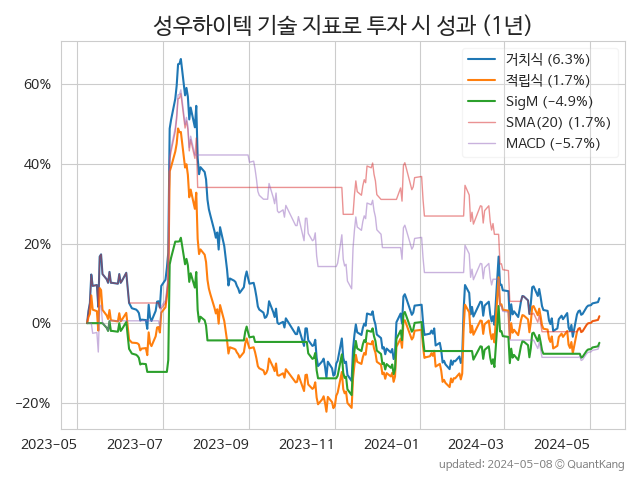 성우하이텍 기술 지표로 투자 시 성과 (1년)
거치식 (6.3%)
적립식 (1.7%)
SigM (−4.9%)
SMA(20) (1.7%)
MACD (−5.7%)
60%
40%
20%
0%
−20%
2023-05 2023-07 2023-09 2023-11 2024-01 2024-03 2024-05
updated: 2024-05-08 ⓒ QuantKang